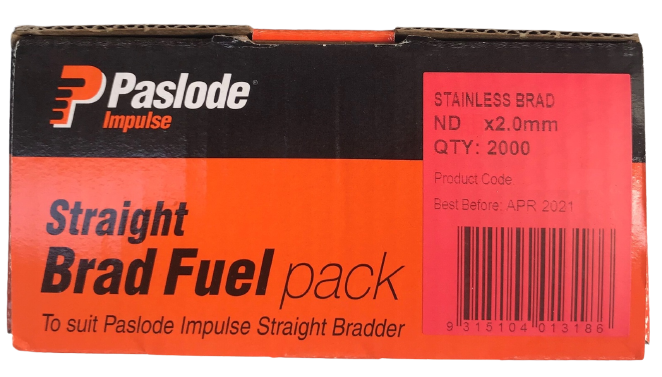 Paslode
Impulse
Straight
Brad Fuel pack
To suit Paslode Impulse Straight Bradder
STAINLESS BRAD
ND x2.0mm
QTY: 2000
Product Code:
Best Before: APR 2021
9 315104 013186